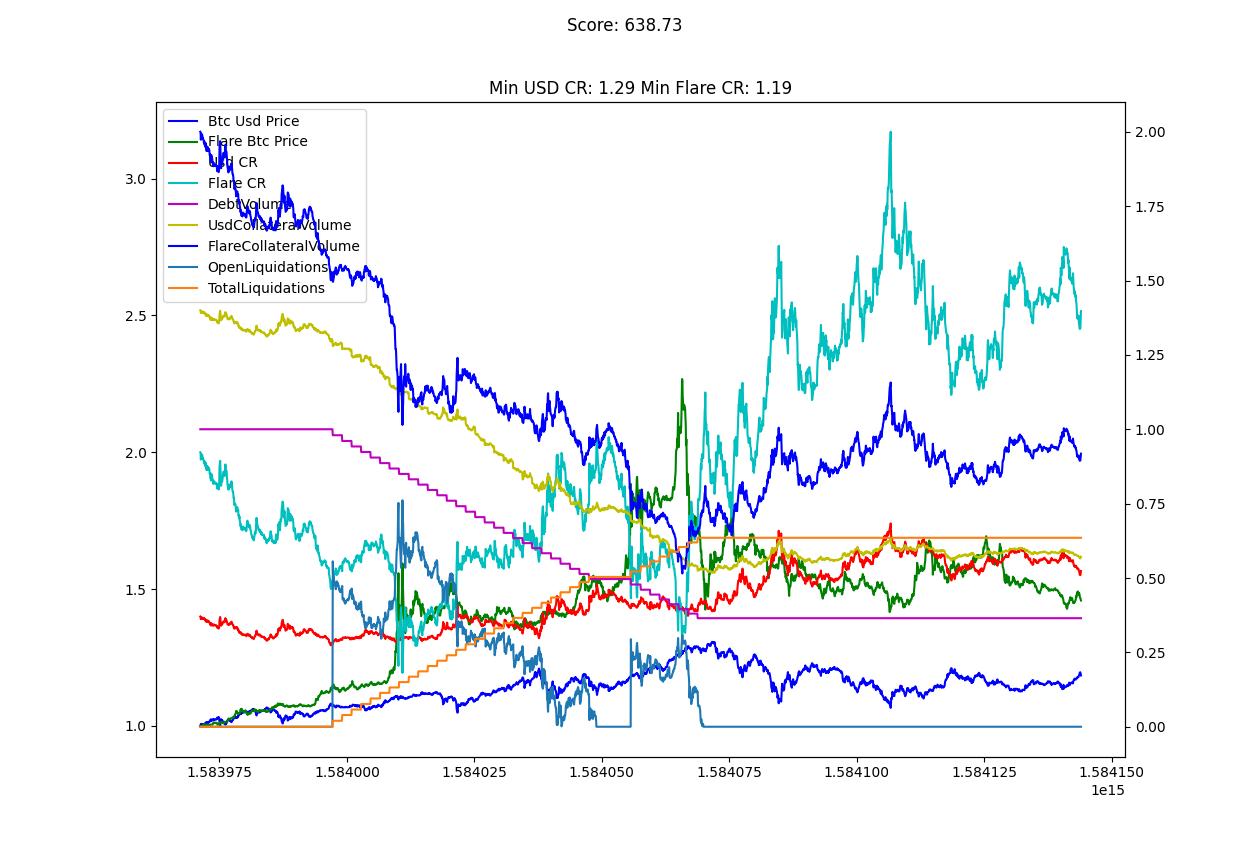 Score: 638.73
Min USD CR: 1.29 Min Flare CR: 1.19
Btc Usd Price
Flare Btc Price
Usd CR
Flare CR
DebtVolume
UsdCollateralVolume
FlareCollateralVolume
OpenLiquidations
TotalLiquidations
3.0
2.5
2.0
1.5
1.0
2.00
1.75
1.50
1.25
1.00
0.75
0.50
0.25
0.00
1.583975 1.584000 1.584025 1.584050 1.584075 1.584100 1.584125 1.584150
1e15